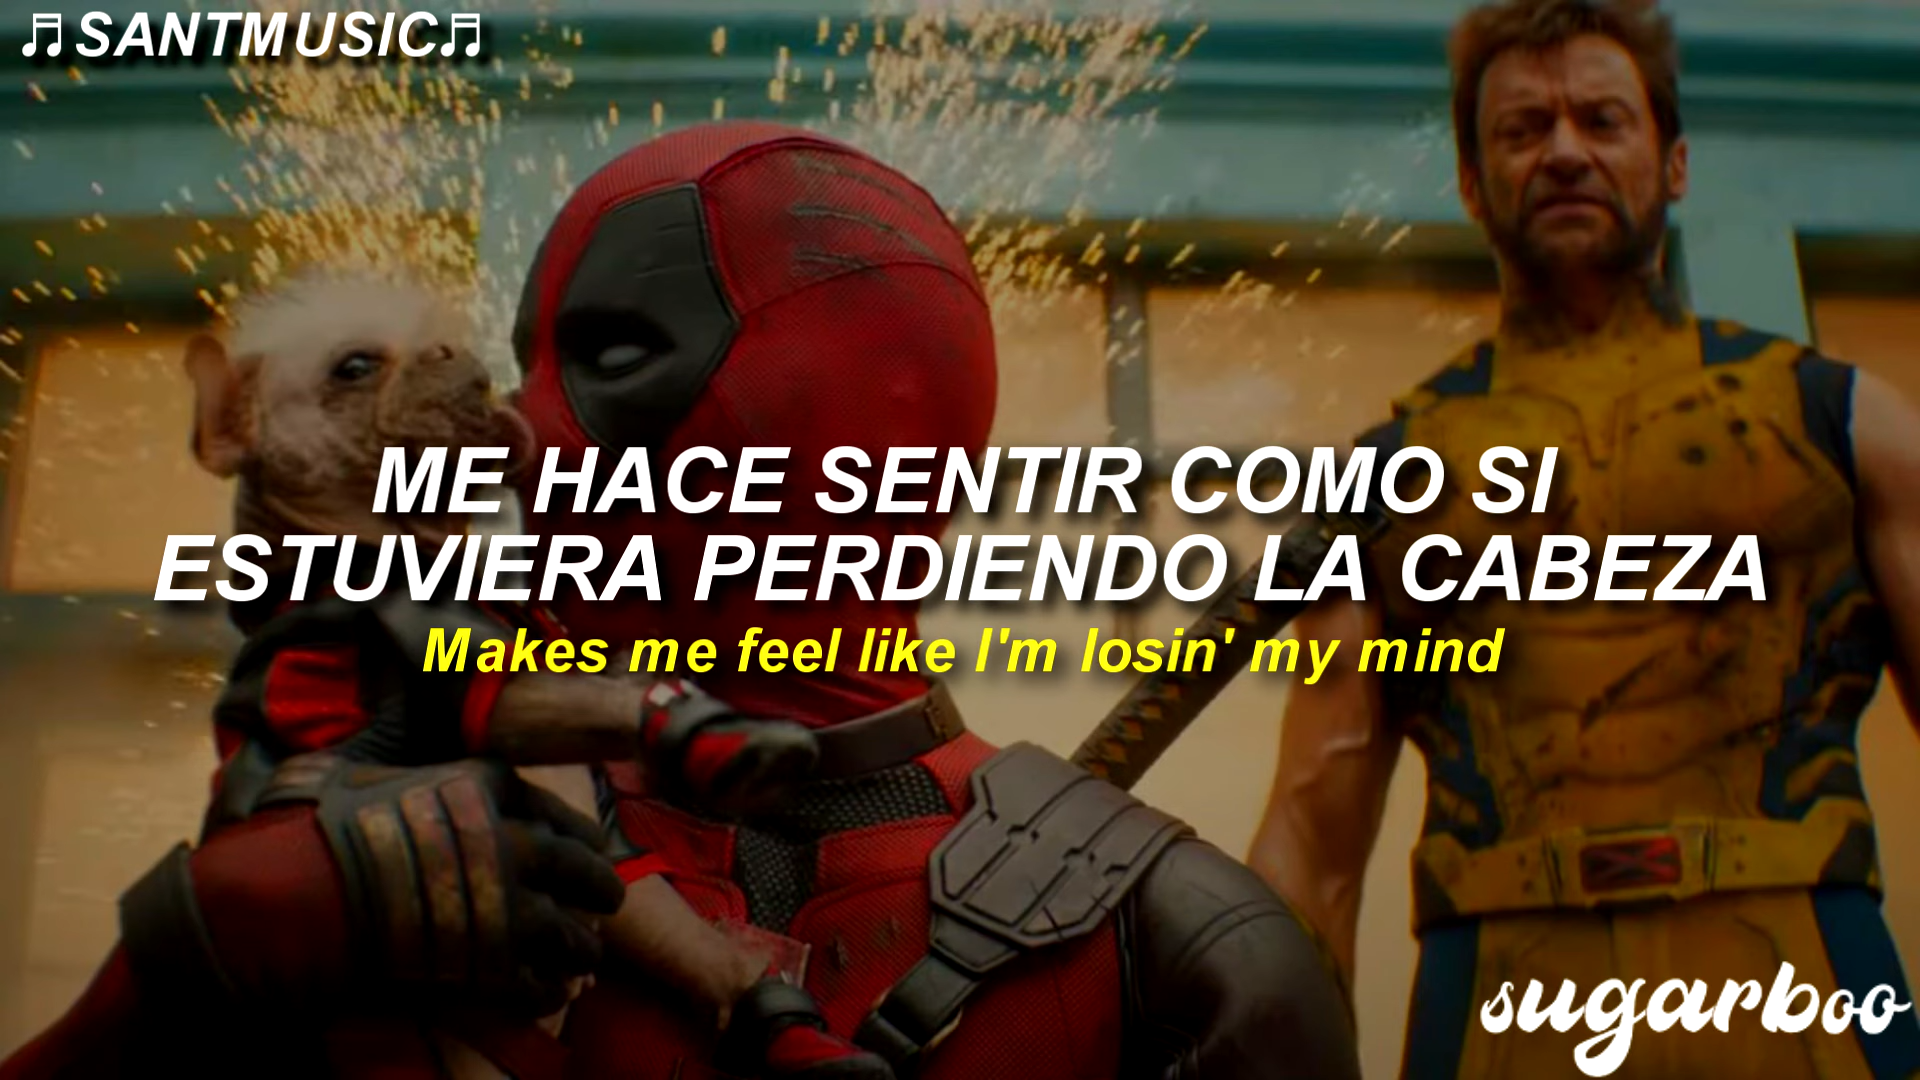 ♬SANTMUSIC♬
ME HACE SENTIR COMO SI
ESTUVIERA PERDIENDO LA CABEZA
Makes me feel like I'm losin' my mind
sugarboo